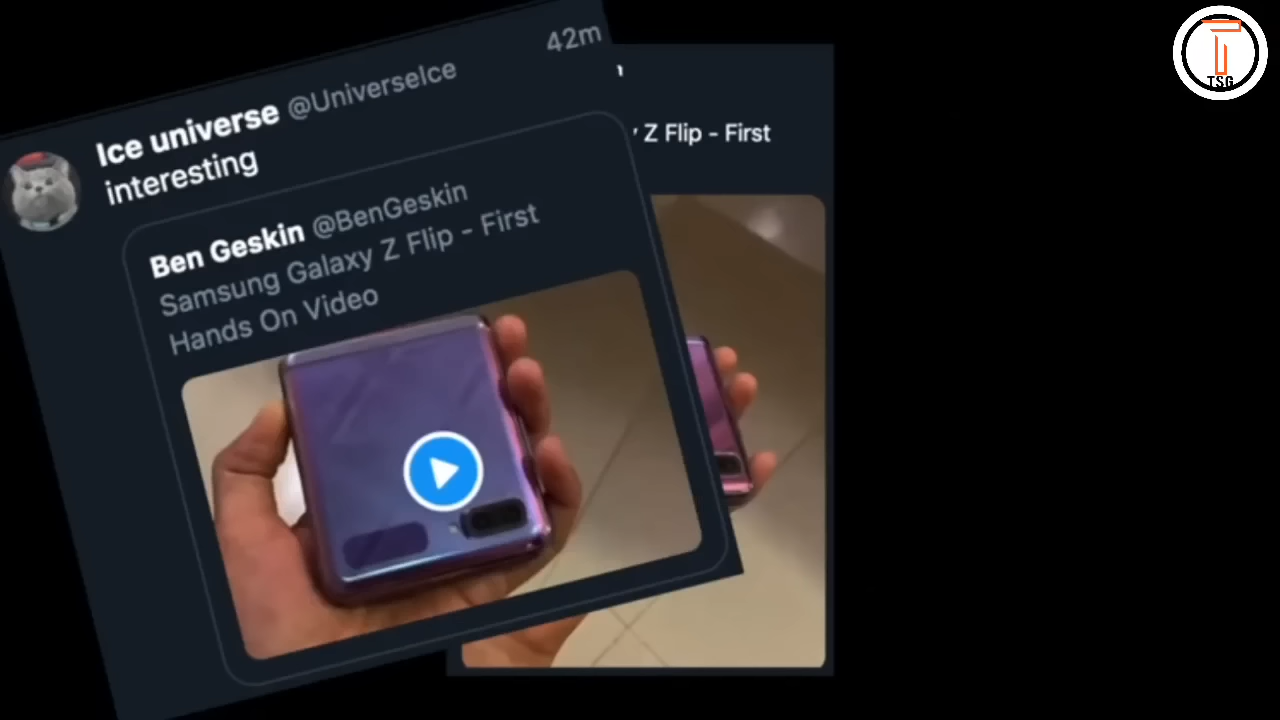 Ice universe @UniverseIce 42m
interesting
Ben Geskin @BenGeskin
Samsung Galaxy Z Flip - First
Hands On Video
Z Flip - First
TSG